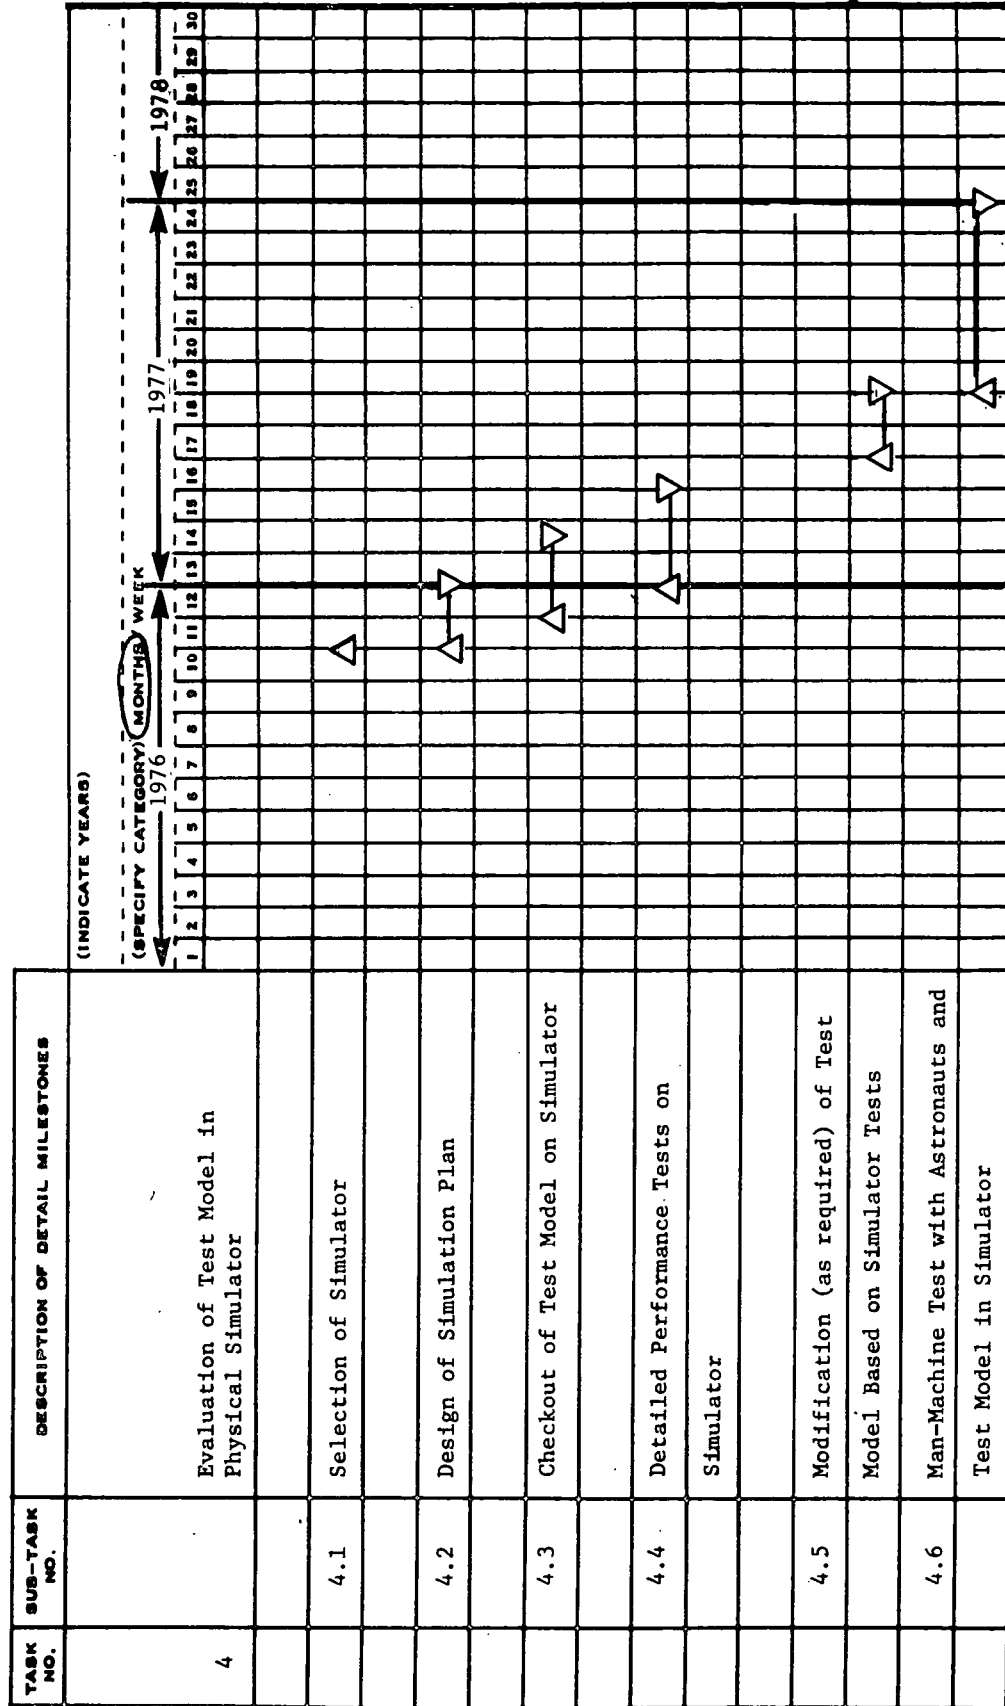 TASK NO.
SUB-TASK NO.
DESCRIPTION OF DETAIL MILESTONES
(INDICATE YEARS)
(SPECIFY CATEGORY) MONTHS/ WEEK
1976 1977 1978
1 2 3 4 5 6 7 8 9 10 11 12 13 14 15 16 17 18 19 20 21 22 23 24 25 26 27 28 29 30
4 Evaluation of Test Model in
Physical Simulator
4.1 Selection of Simulator
4.2 Design of Simulation Plan
4.3 Checkout of Test Model on Simulator
4.4 Detailed Performance Tests on
Simulator
4.5 Modification (as required) of Test
Model Based on Simulator Tests
4.6 Man-Machine Test with Astronauts and
Test Model in Simulator